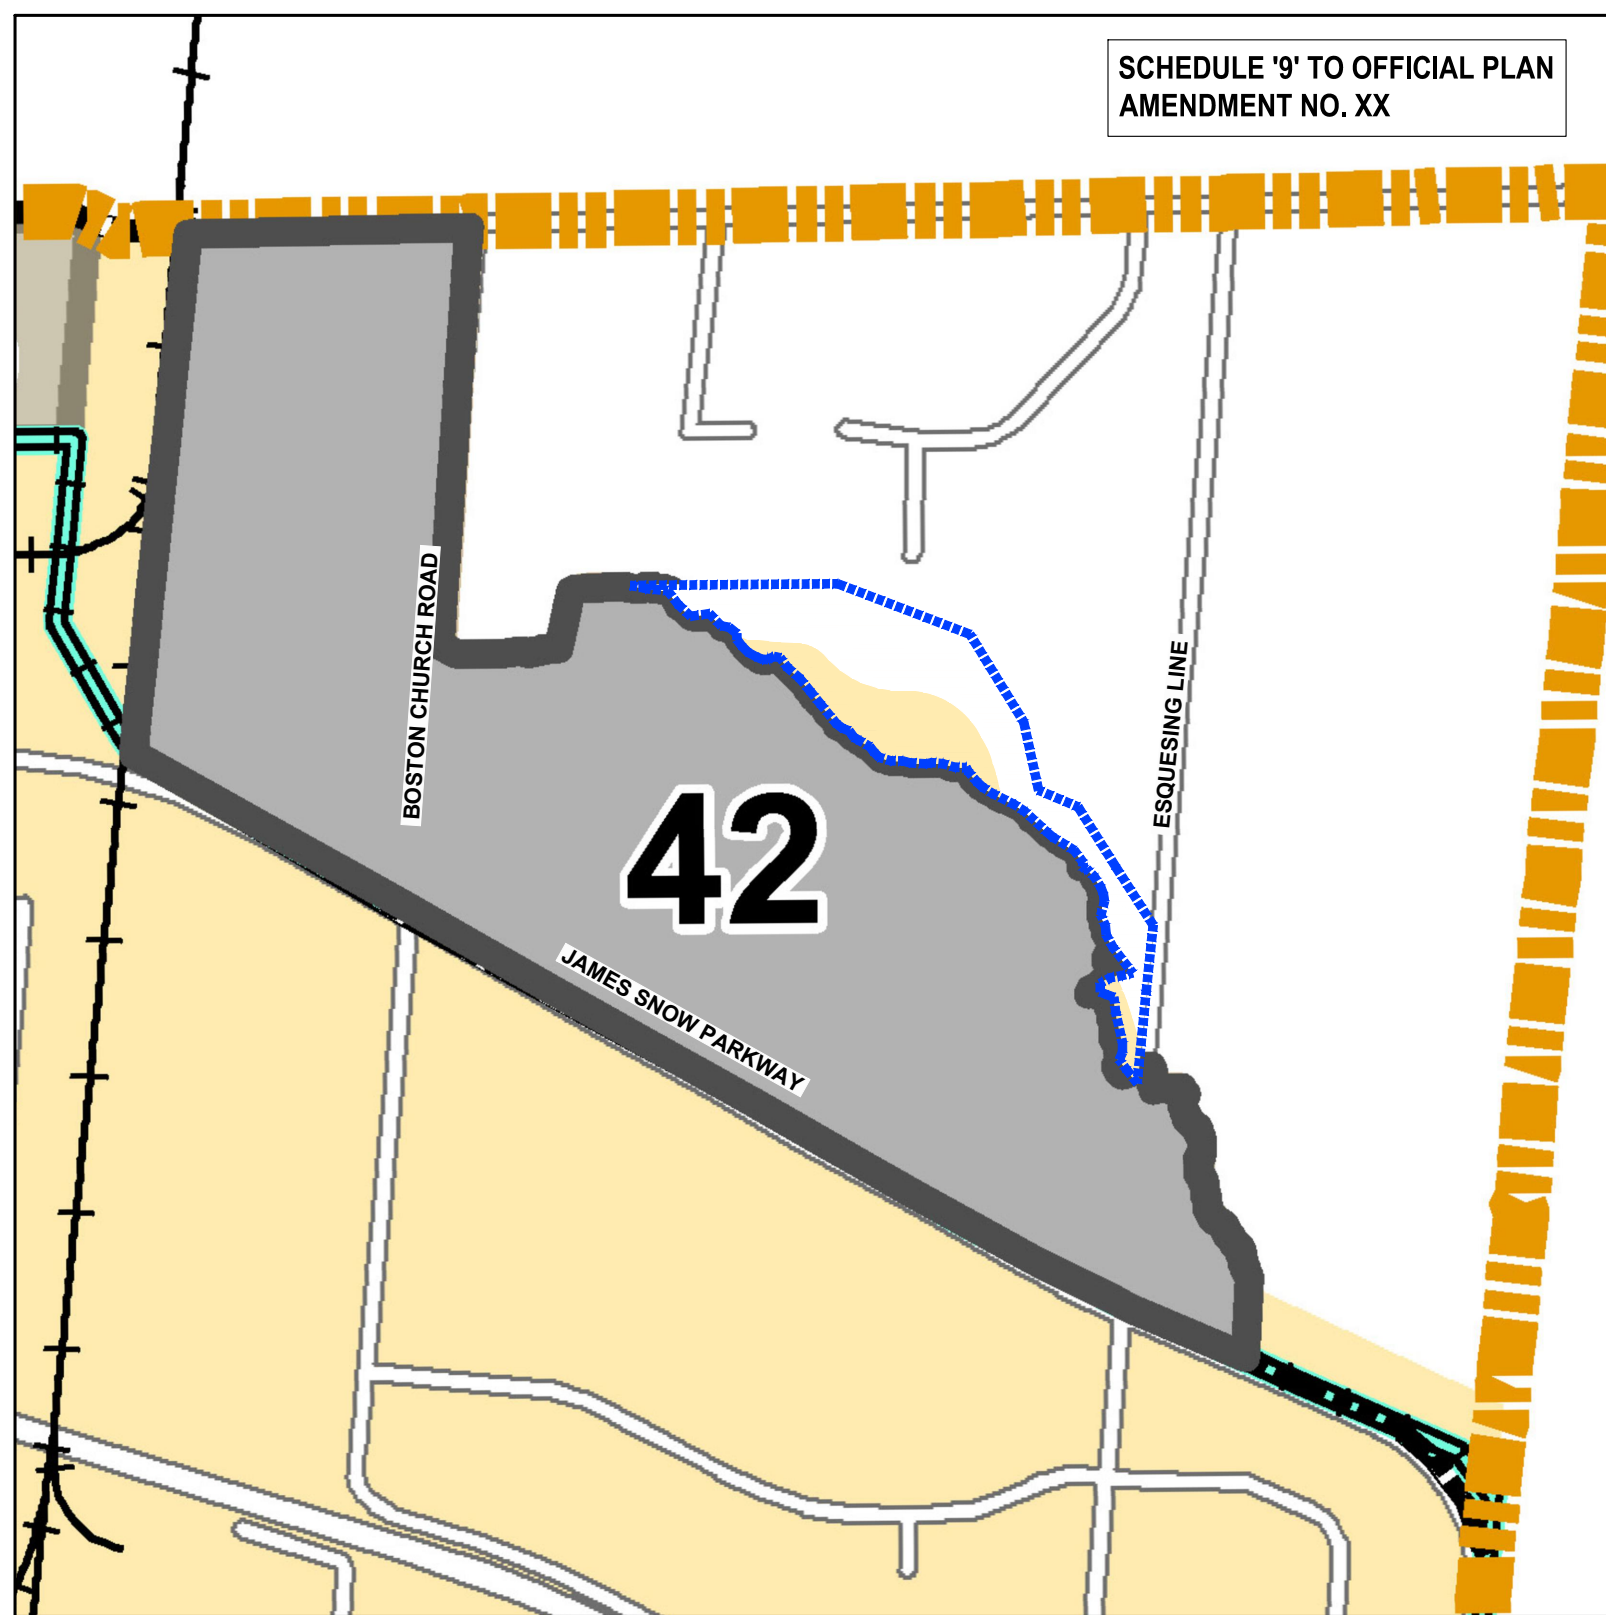 SCHEDULE '9' TO OFFICIAL PLAN
AMENDMENT NO. XX
BOSTON CHURCH ROAD
ESQUESING LINE
42
JAMES SNOW PARKWAY